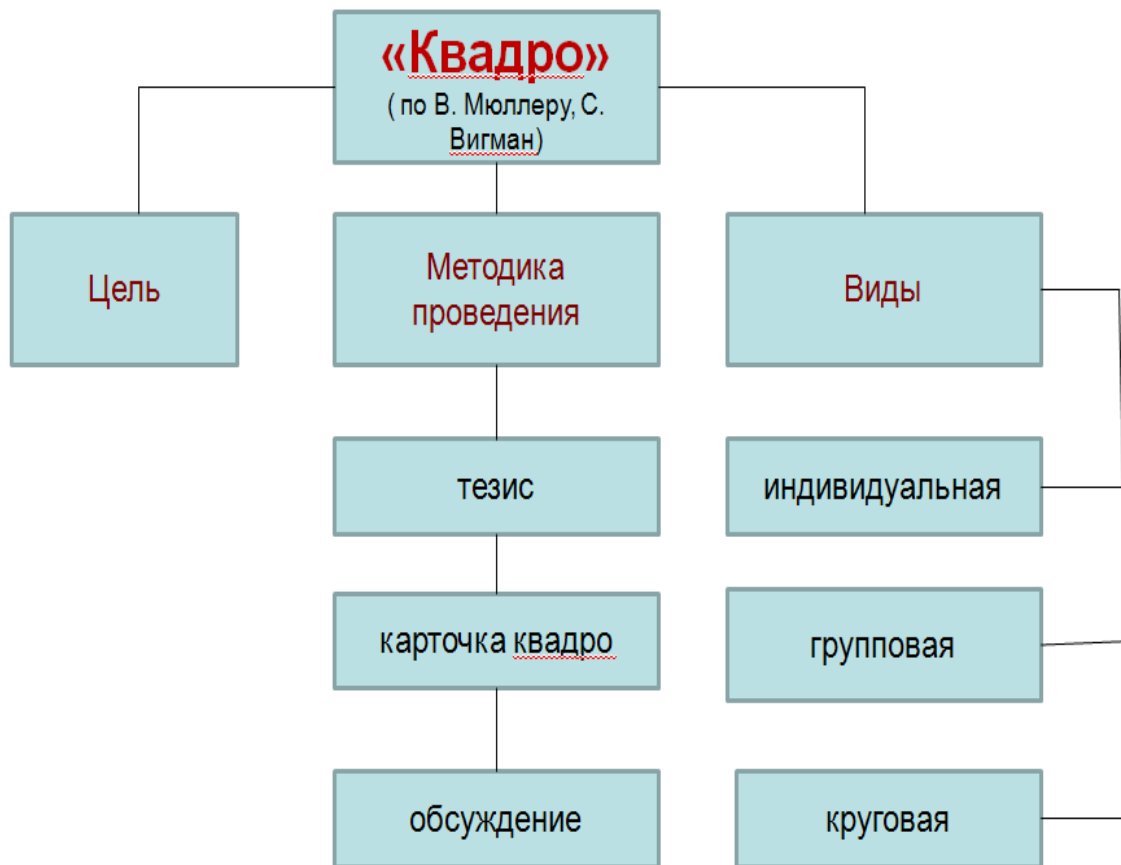 «Квадро»
( по В. Мюллеру, С.
Вигман)
Цель
Методика
проведения
Виды
тезис
индивидуальная
карточка квадро
групповая
обсуждение
круговая